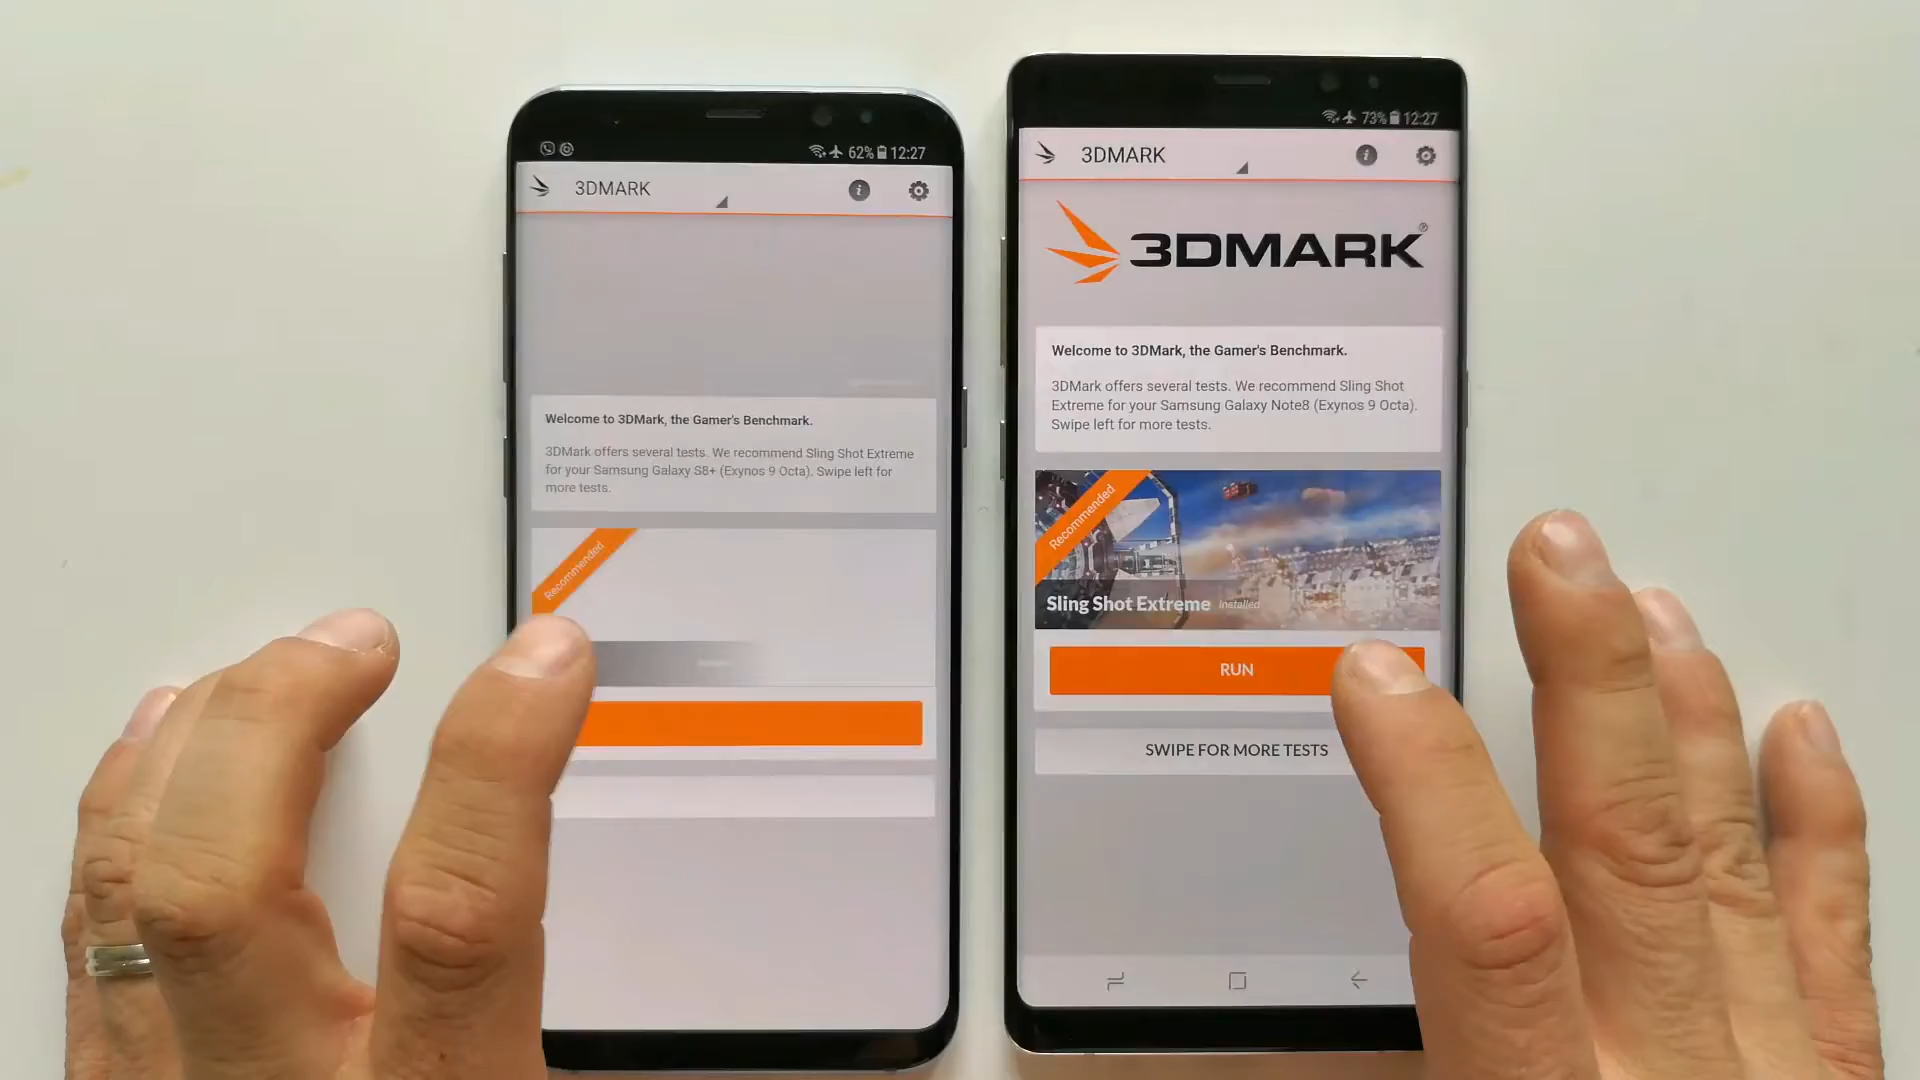 62% 12:27
3DMARK
Welcome to 3DMark, the Gamer's Benchmark.
3DMark offers several tests. We recommend Sling Shot Extreme
for your Samsung Galaxy S8+ (Exynos 9 Octa). Swipe left for
more tests.
Recommended
73% 12:27
3DMARK
3DMARK®
Welcome to 3DMark, the Gamer's Benchmark.
3DMark offers several tests. We recommend Sling Shot
Extreme for your Samsung Galaxy Note8 (Exynos 9 Octa).
Swipe left for more tests.
Recommended
Sling Shot Extreme Installed
RUN
SWIPE FOR MORE TESTS